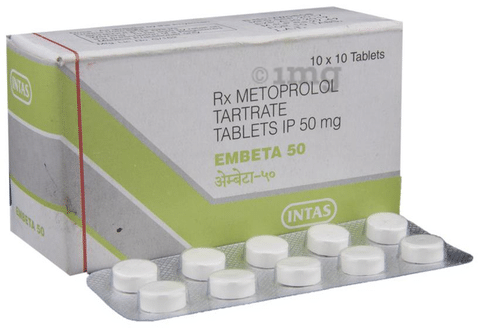 10 x 10 Tablets
© 1mg
Rx METOPROLOL
TARTRATE
TABLETS IP 50 mg
EMBETA 50
एम्बेटा-५०
INTAS
INTAS
EMBETA 50